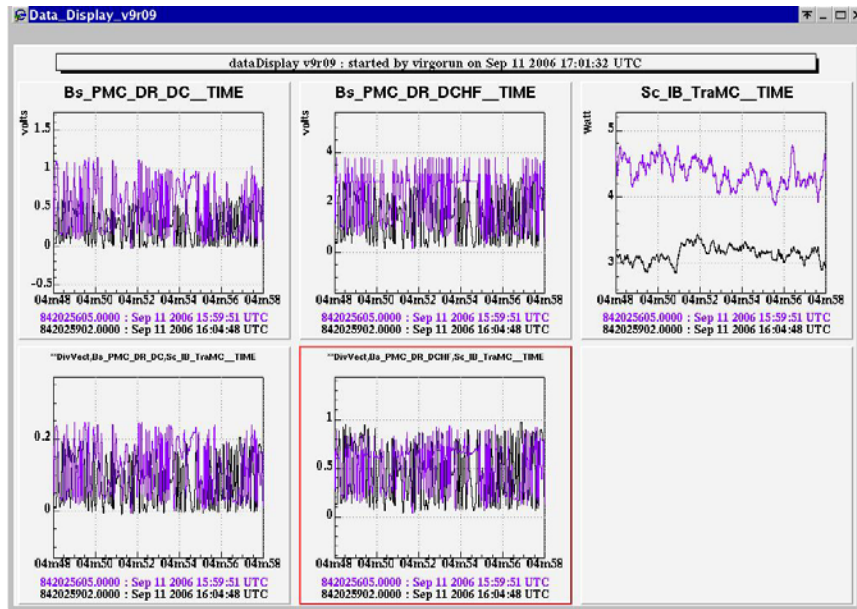 Data_Display_v9r09
dataDisplay v9r09 : started by virgorun on Sep 11 2006 17:01:32 UTC
Bs_PMC_DR_DC__TIME
volts
1.5
1
0.5
0
-0.5
04m48 04m50 04m52 04m54 04m56 04m58
842025605.0000 : Sep 11 2006 15:59:51 UTC
842025902.0000 : Sep 11 2006 16:04:48 UTC
Bs_PMC_DR_DCHF__TIME
volts
4
2
0
04m48 04m50 04m52 04m54 04m56 04m58
842025605.0000 : Sep 11 2006 15:59:51 UTC
842025902.0000 : Sep 11 2006 16:04:48 UTC
Sc_IB_TraMC__TIME
Watt
5
4
3
04m48 04m50 04m52 04m54 04m56 04m58
842025605.0000 : Sep 11 2006 15:59:51 UTC
842025902.0000 : Sep 11 2006 16:04:48 UTC
"DivVect,Bs_PMC_DR_DC,Sc_IB_TraMC__TIME
0.2
0
04m48 04m50 04m52 04m54 04m56 04m58
842025605.0000 : Sep 11 2006 15:59:51 UTC
842025902.0000 : Sep 11 2006 16:04:48 UTC
"DivVect,Bs_PMC_DR_DCHF,Sc_IB_TraMC__TIME
1
0.5
0
04m48 04m50 04m52 04m54 04m56 04m58
842025605.0000 : Sep 11 2006 15:59:51 UTC
842025902.0000 : Sep 11 2006 16:04:48 UTC